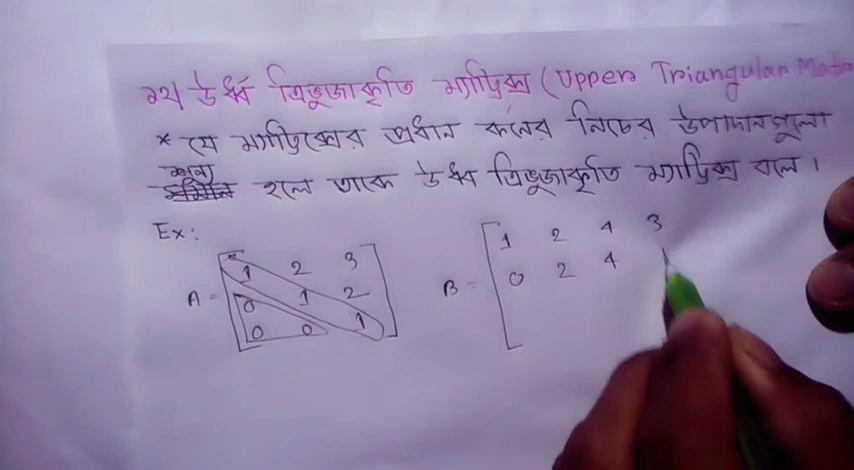 ঊর্ধ্ব ত্রিভুজাকৃতি ম্যাট্রিক্স (Upper Triangular
* যে ম্যাট্রিক্সের প্রধান কর্নের নিচের উপাদানগুলো
শূন্য
হলে তাকে ঊর্ধ্ব ত্রিভুজাকৃতি ম্যাট্রিক্স বলে।
Ex:
A = [ 1 2 3
0 1 2
0 0 1 ]
B = [ 1 2 4 3
0 2 4